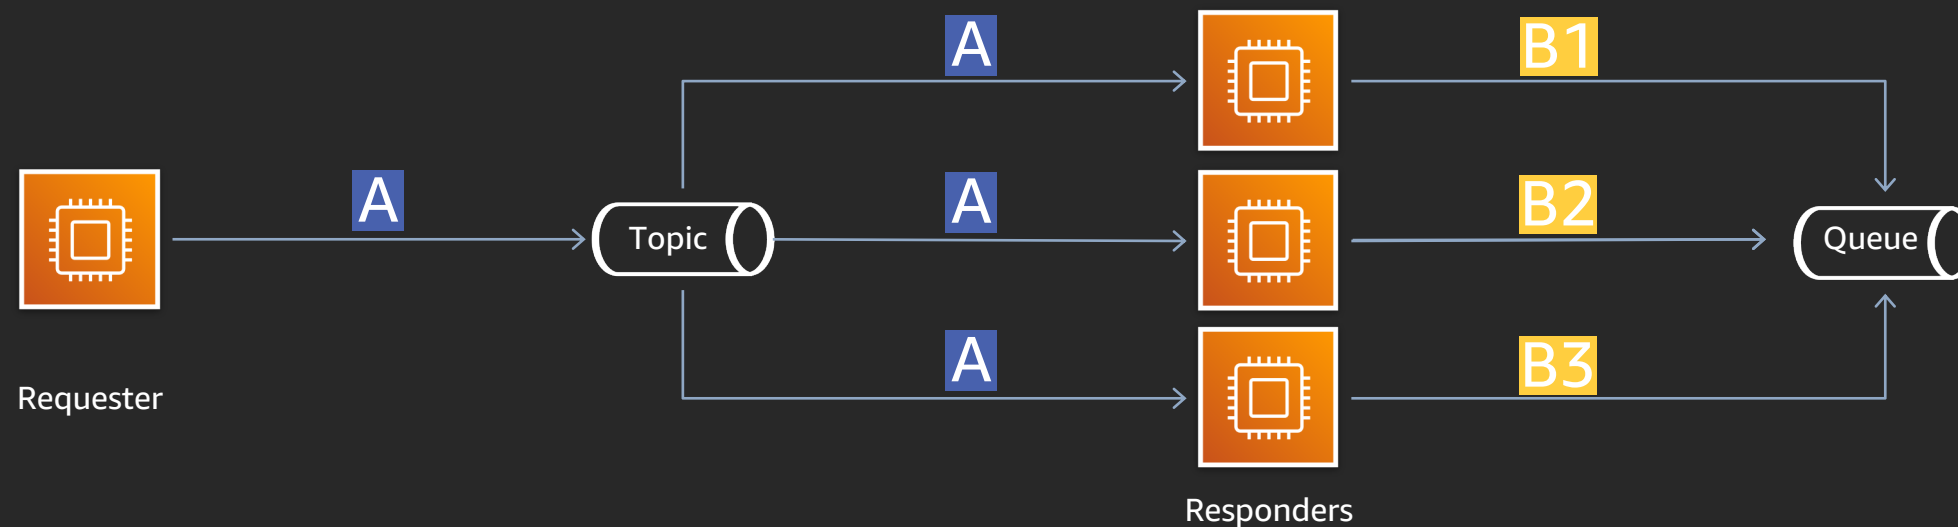 A
B1
A
A
B2
Topic
Queue
A
B3
Requester
Responders